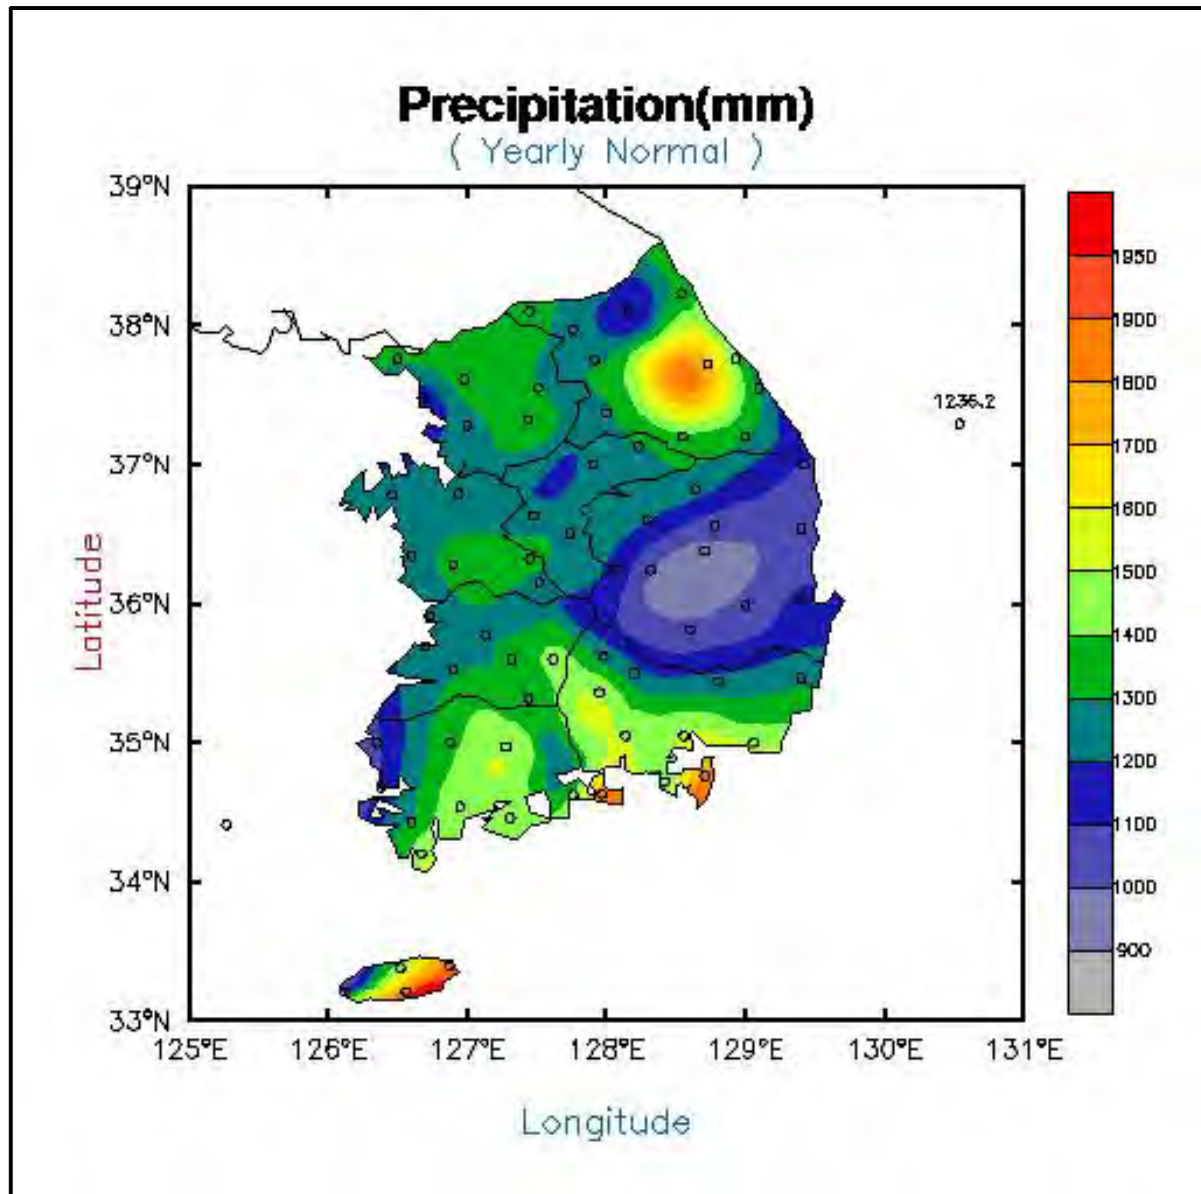 Precipitation(mm)
( Yearly Normal )
39°N
38°N
37°N
36°N
35°N
34°N
33°N
Latitude
125°E 126°E 127°E 128°E 129°E 130°E 131°E
Longitude
1236.2
1950
1900
1800
1700
1600
1500
1400
1300
1200
1100
1000
900